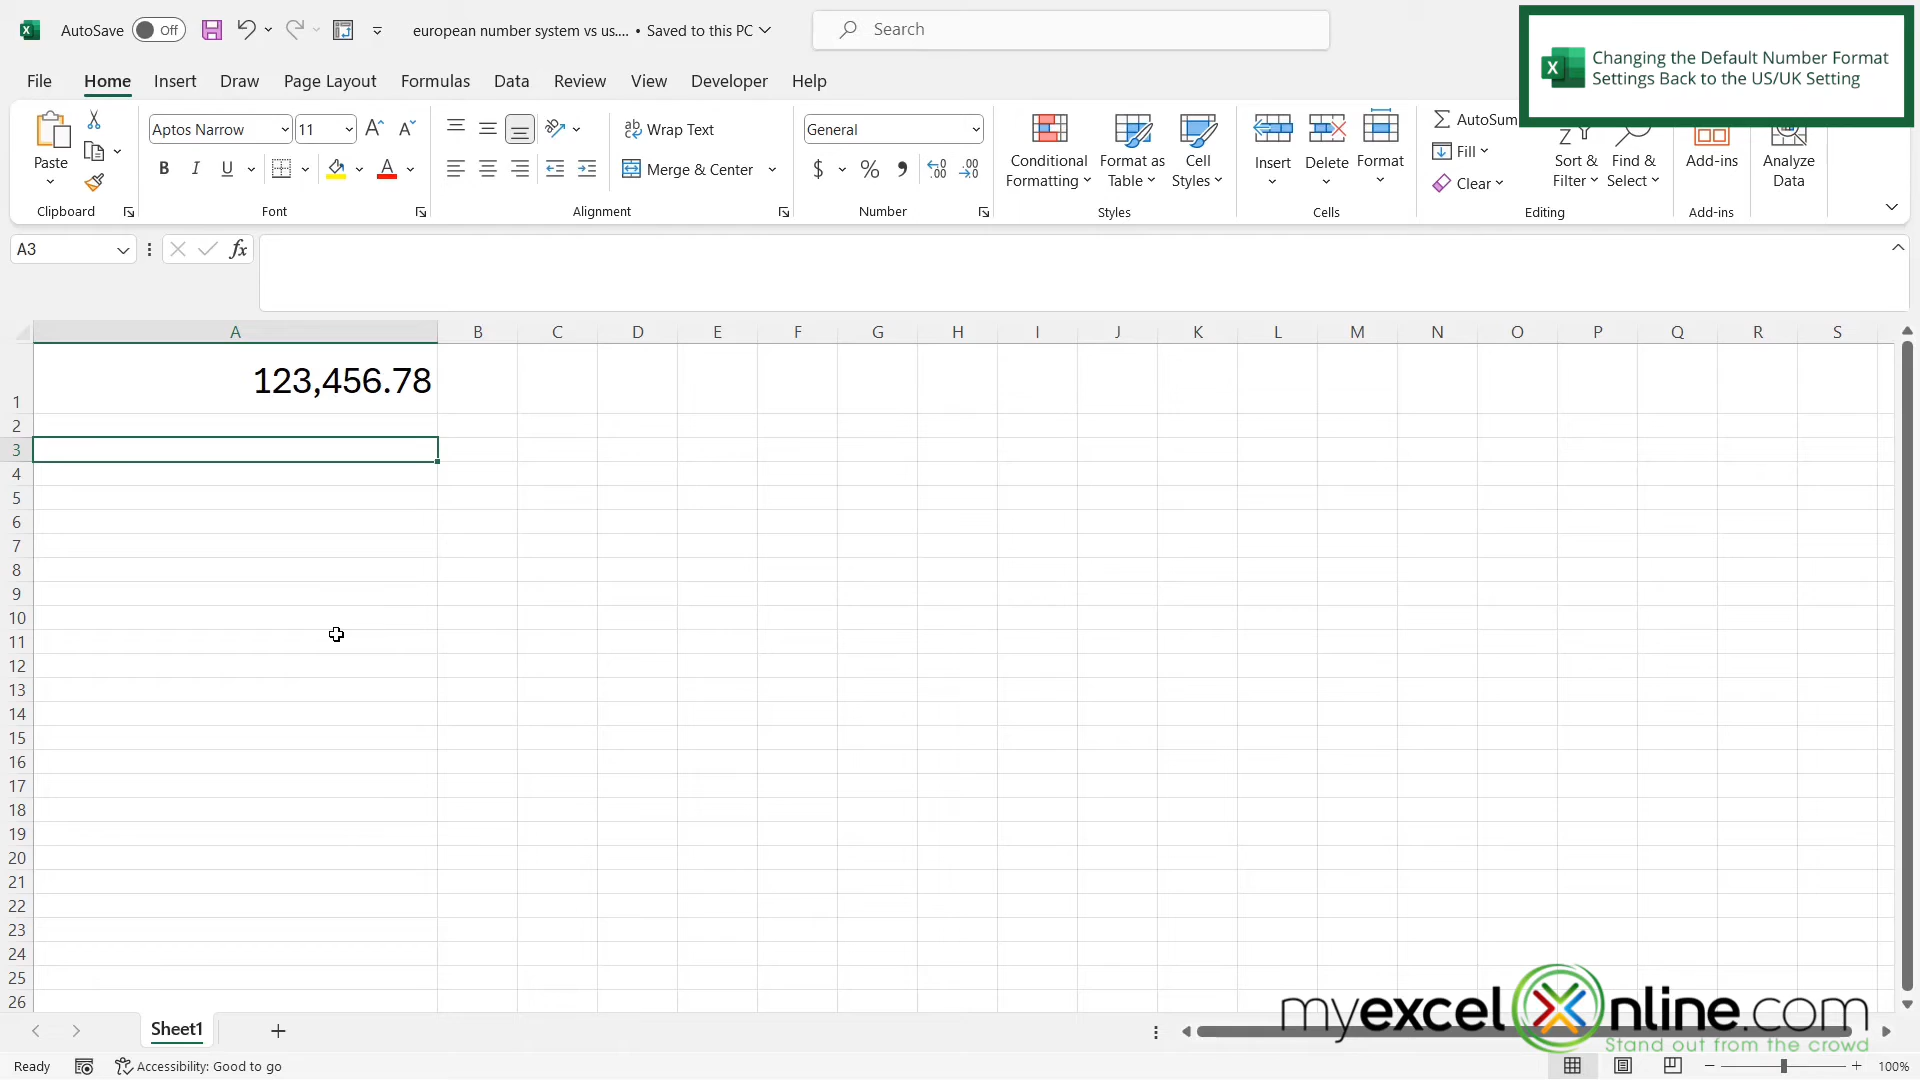 AutoSave Off european number system vs us.... • Saved to this PC Search
Changing the Default Number Format
Settings Back to the US/UK Setting
File Home Insert Draw Page Layout Formulas Data Review View Developer Help
Paste
Clipboard
Aptos Narrow 11
B I U
Font
Wrap Text
Merge & Center
Alignment
General
$ %
Number
Conditional
Formatting
Format as
Table
Cell
Styles
Styles
Insert Delete Format
Cells
AutoSum
Fill
Clear
Sort &
Filter
Find &
Select
Editing
Add-ins
Add-ins
Analyze
Data
A3 fx
A B C D E F G H I J K L M N O P Q R S
1 123,456.78
2
3
4
5
6
7
8
9
10
11
12
13
14
15
16
17
18
19
20
21
22
23
24
25
26
myexcelonline.com
Stand out from the crowd
Sheet1
Ready Accessibility: Good to go 100%